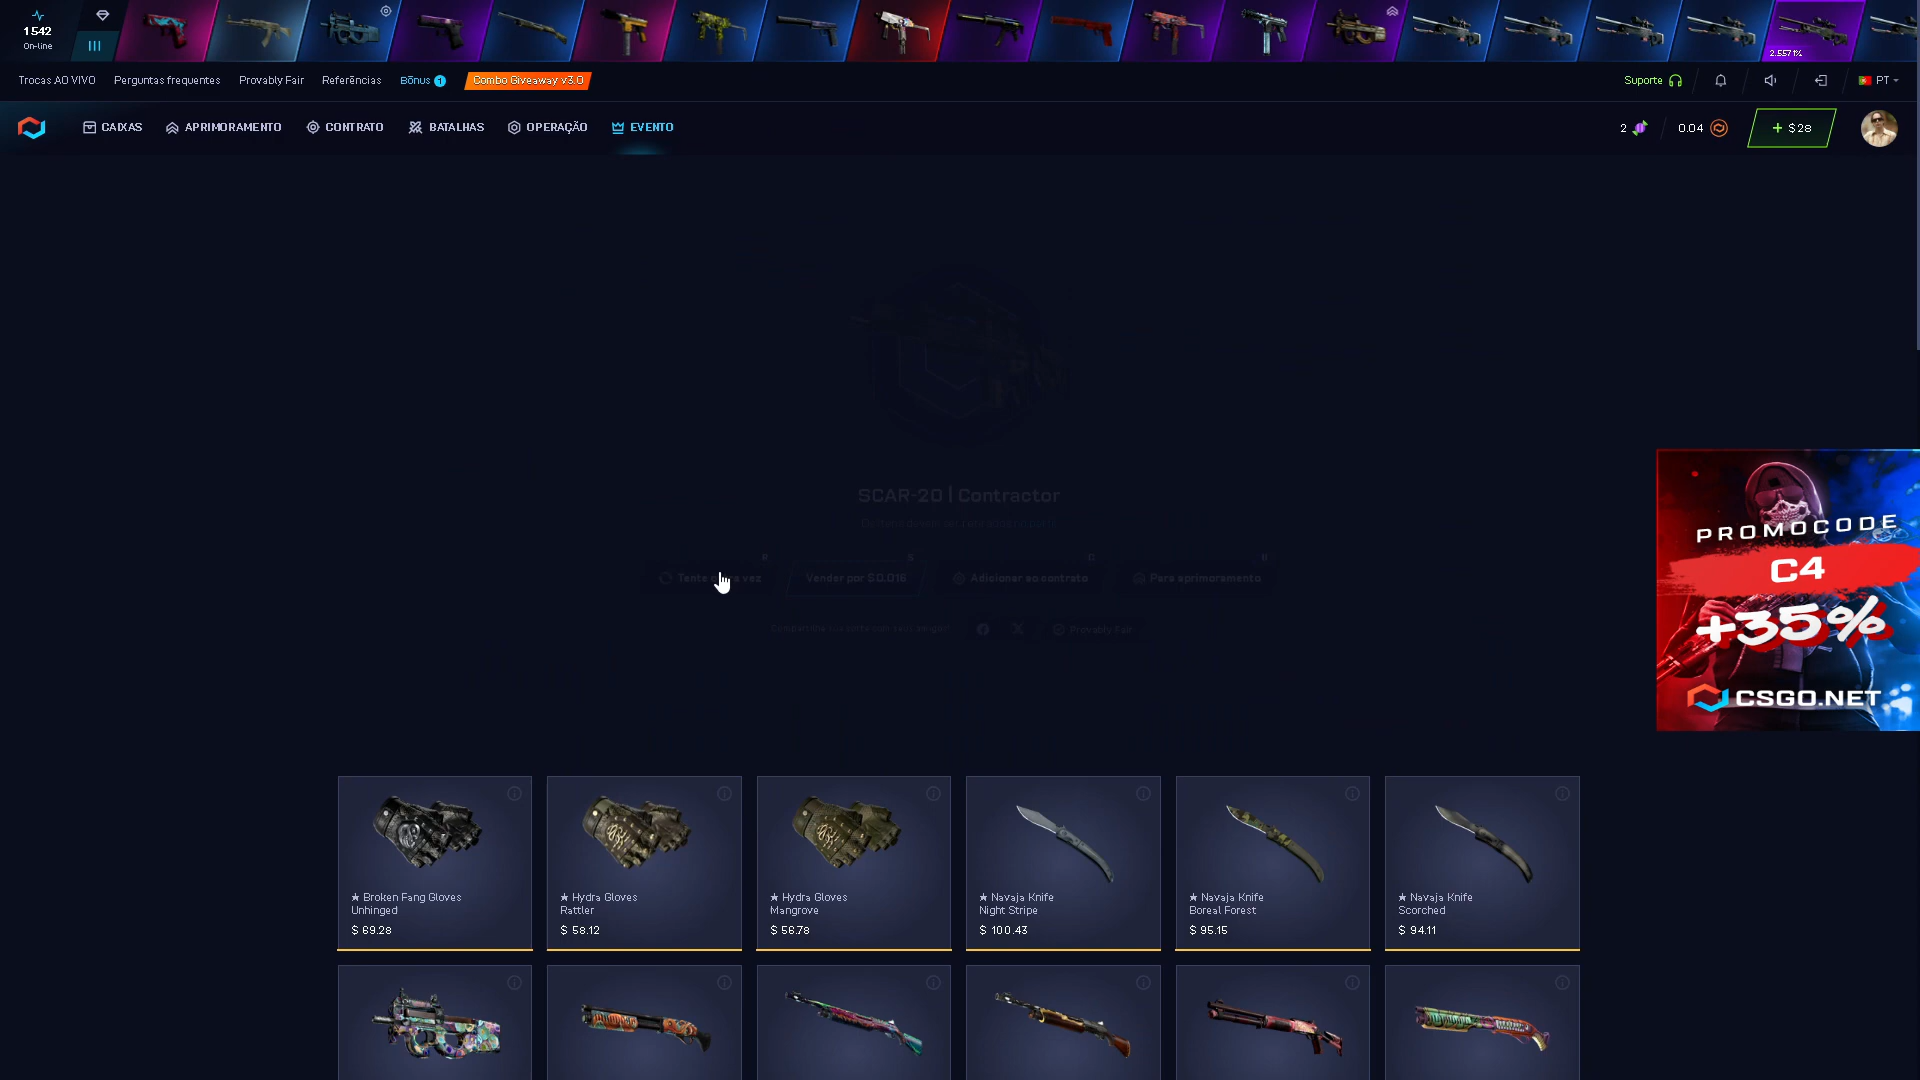 1 542
On-line
2.5571%
Trocas AO VIVO
Perguntas frequentes
Provably Fair
Referências
Bônus 1
Combo Giveaway v3.0
Suporte
PT
CAIXAS
APRIMORAMENTO
CONTRATO
BATALHAS
OPERAÇÃO
EVENTO
2
0.04
+ $ 28
SCAR-20 | Contractor
Vender por $ 0.016
Adicionar ao contrato
Para aprimoramento
Provably Fair
PROMOCODE
C4
+35%
CSGO.NET
★ Broken Fang Gloves
Unhinged
$ 69.28
★ Hydra Gloves
Rattler
$ 58.12
★ Hydra Gloves
Mangrove
$ 56.78
★ Navaja Knife
Night Stripe
$ 100.43
★ Navaja Knife
Boreal Forest
$ 95.15
★ Navaja Knife
Scorched
$ 94.11